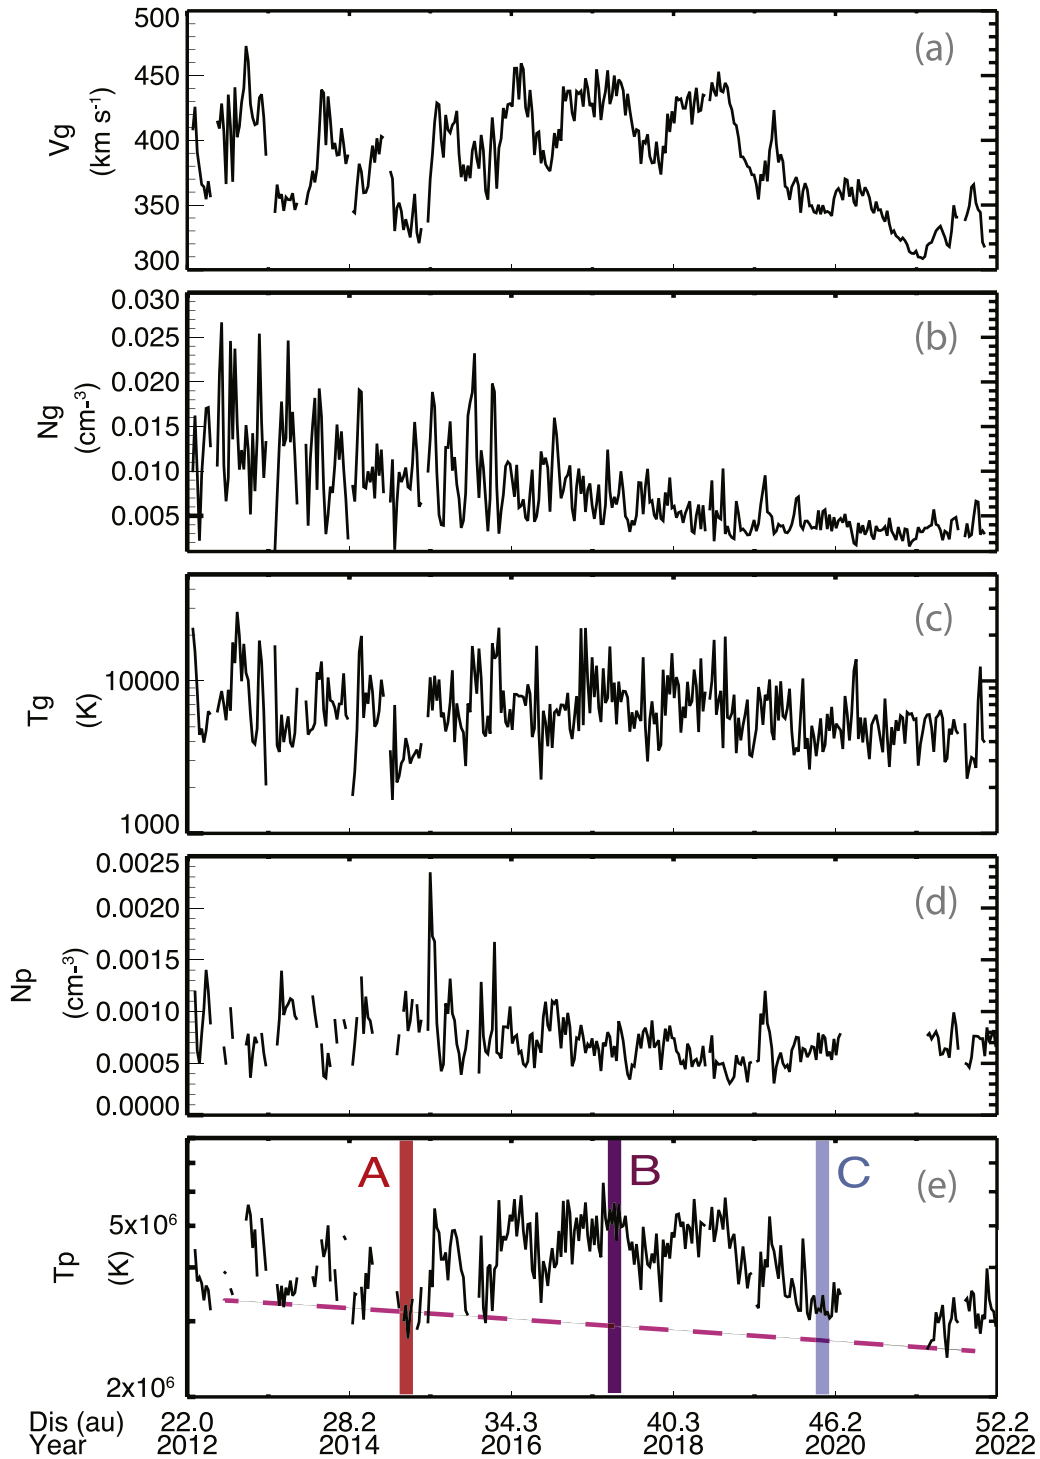 500
(a)
450
Vg
(km s-1)
400
350
300
0.030
(b)
0.025
0.020
Ng
(cm-3)
0.015
0.010
0.005
(c)
10000
Tg
(K)
1000
0.0025
(d)
0.0020
0.0015
Np
(cm-3)
0.0010
0.0005
0.0000
A
B
C
(e)
5x10⁶
Tp
(K)
2x10⁶
Dis (au) 22.0 28.2 34.3 40.3 46.2 52.2
Year 2012 2014 2016 2018 2020 2022